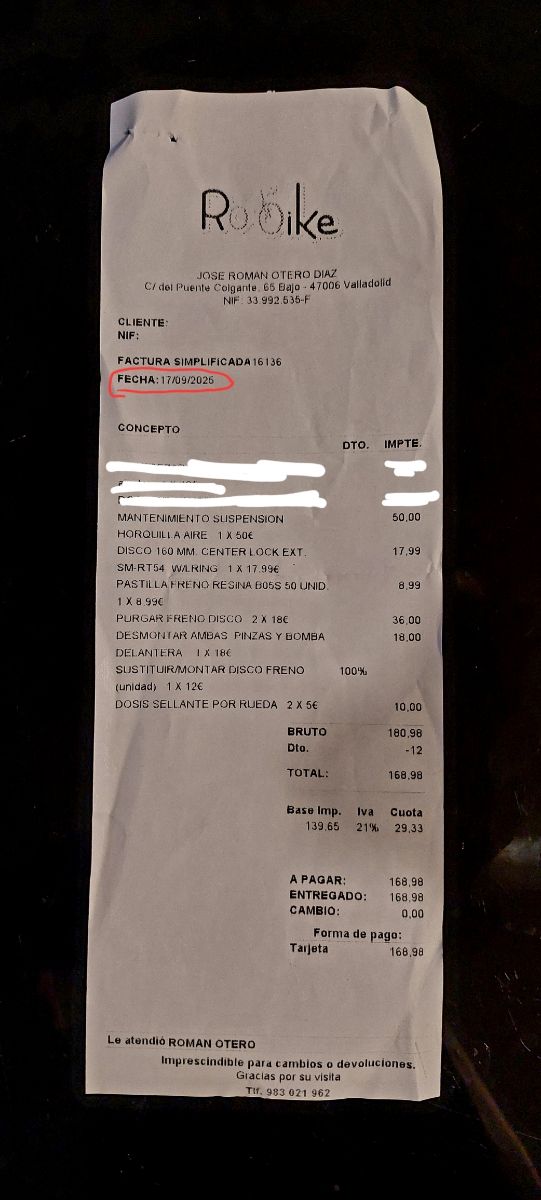 Robike
JOSE ROMAN OTERO DIAZ
C/ del Puente Colgante, 65 Bajo - 47006 Valladolid
NIF: 33.992.535-F
CLIENTE:
NIF:
FACTURA SIMPLIFICADA 16136
FECHA: 17/09/2025
CONCEPTO DTO. IMPTE.
MANTENIMIENTO SUSPENSION 50,00
HORQUILLA AIRE 1 X 50€
DISCO 160 MM. CENTER LOCK EXT. 17,99
SM-RT54 W/LRING 1 X 17.99€
PASTILLA FRENO RESINA B05S 50 UNID. 8,99
1 X 8.99€
PURGAR FRENO DISCO 2 X 18€ 36,00
DESMONTAR AMBAS PINZAS Y BOMBA 18,00
DELANTERA 1 X 18€
SUSTITUIR/MONTAR DISCO FRENO 100%
(unidad) 1 X 12€
DOSIS SELLANTE POR RUEDA 2 X 5€ 10,00
BRUTO 180,98
Dto. -12
TOTAL: 168,98
Base Imp. Iva Cuota
139,65 21% 29,33
A PAGAR: 168,98
ENTREGADO: 168,98
CAMBIO: 0,00
Forma de pago:
Tarjeta 168,98
Le atendió ROMAN OTERO
Imprescindible para cambios o devoluciones.
Gracias por su visita
Tlf. 983 021 962